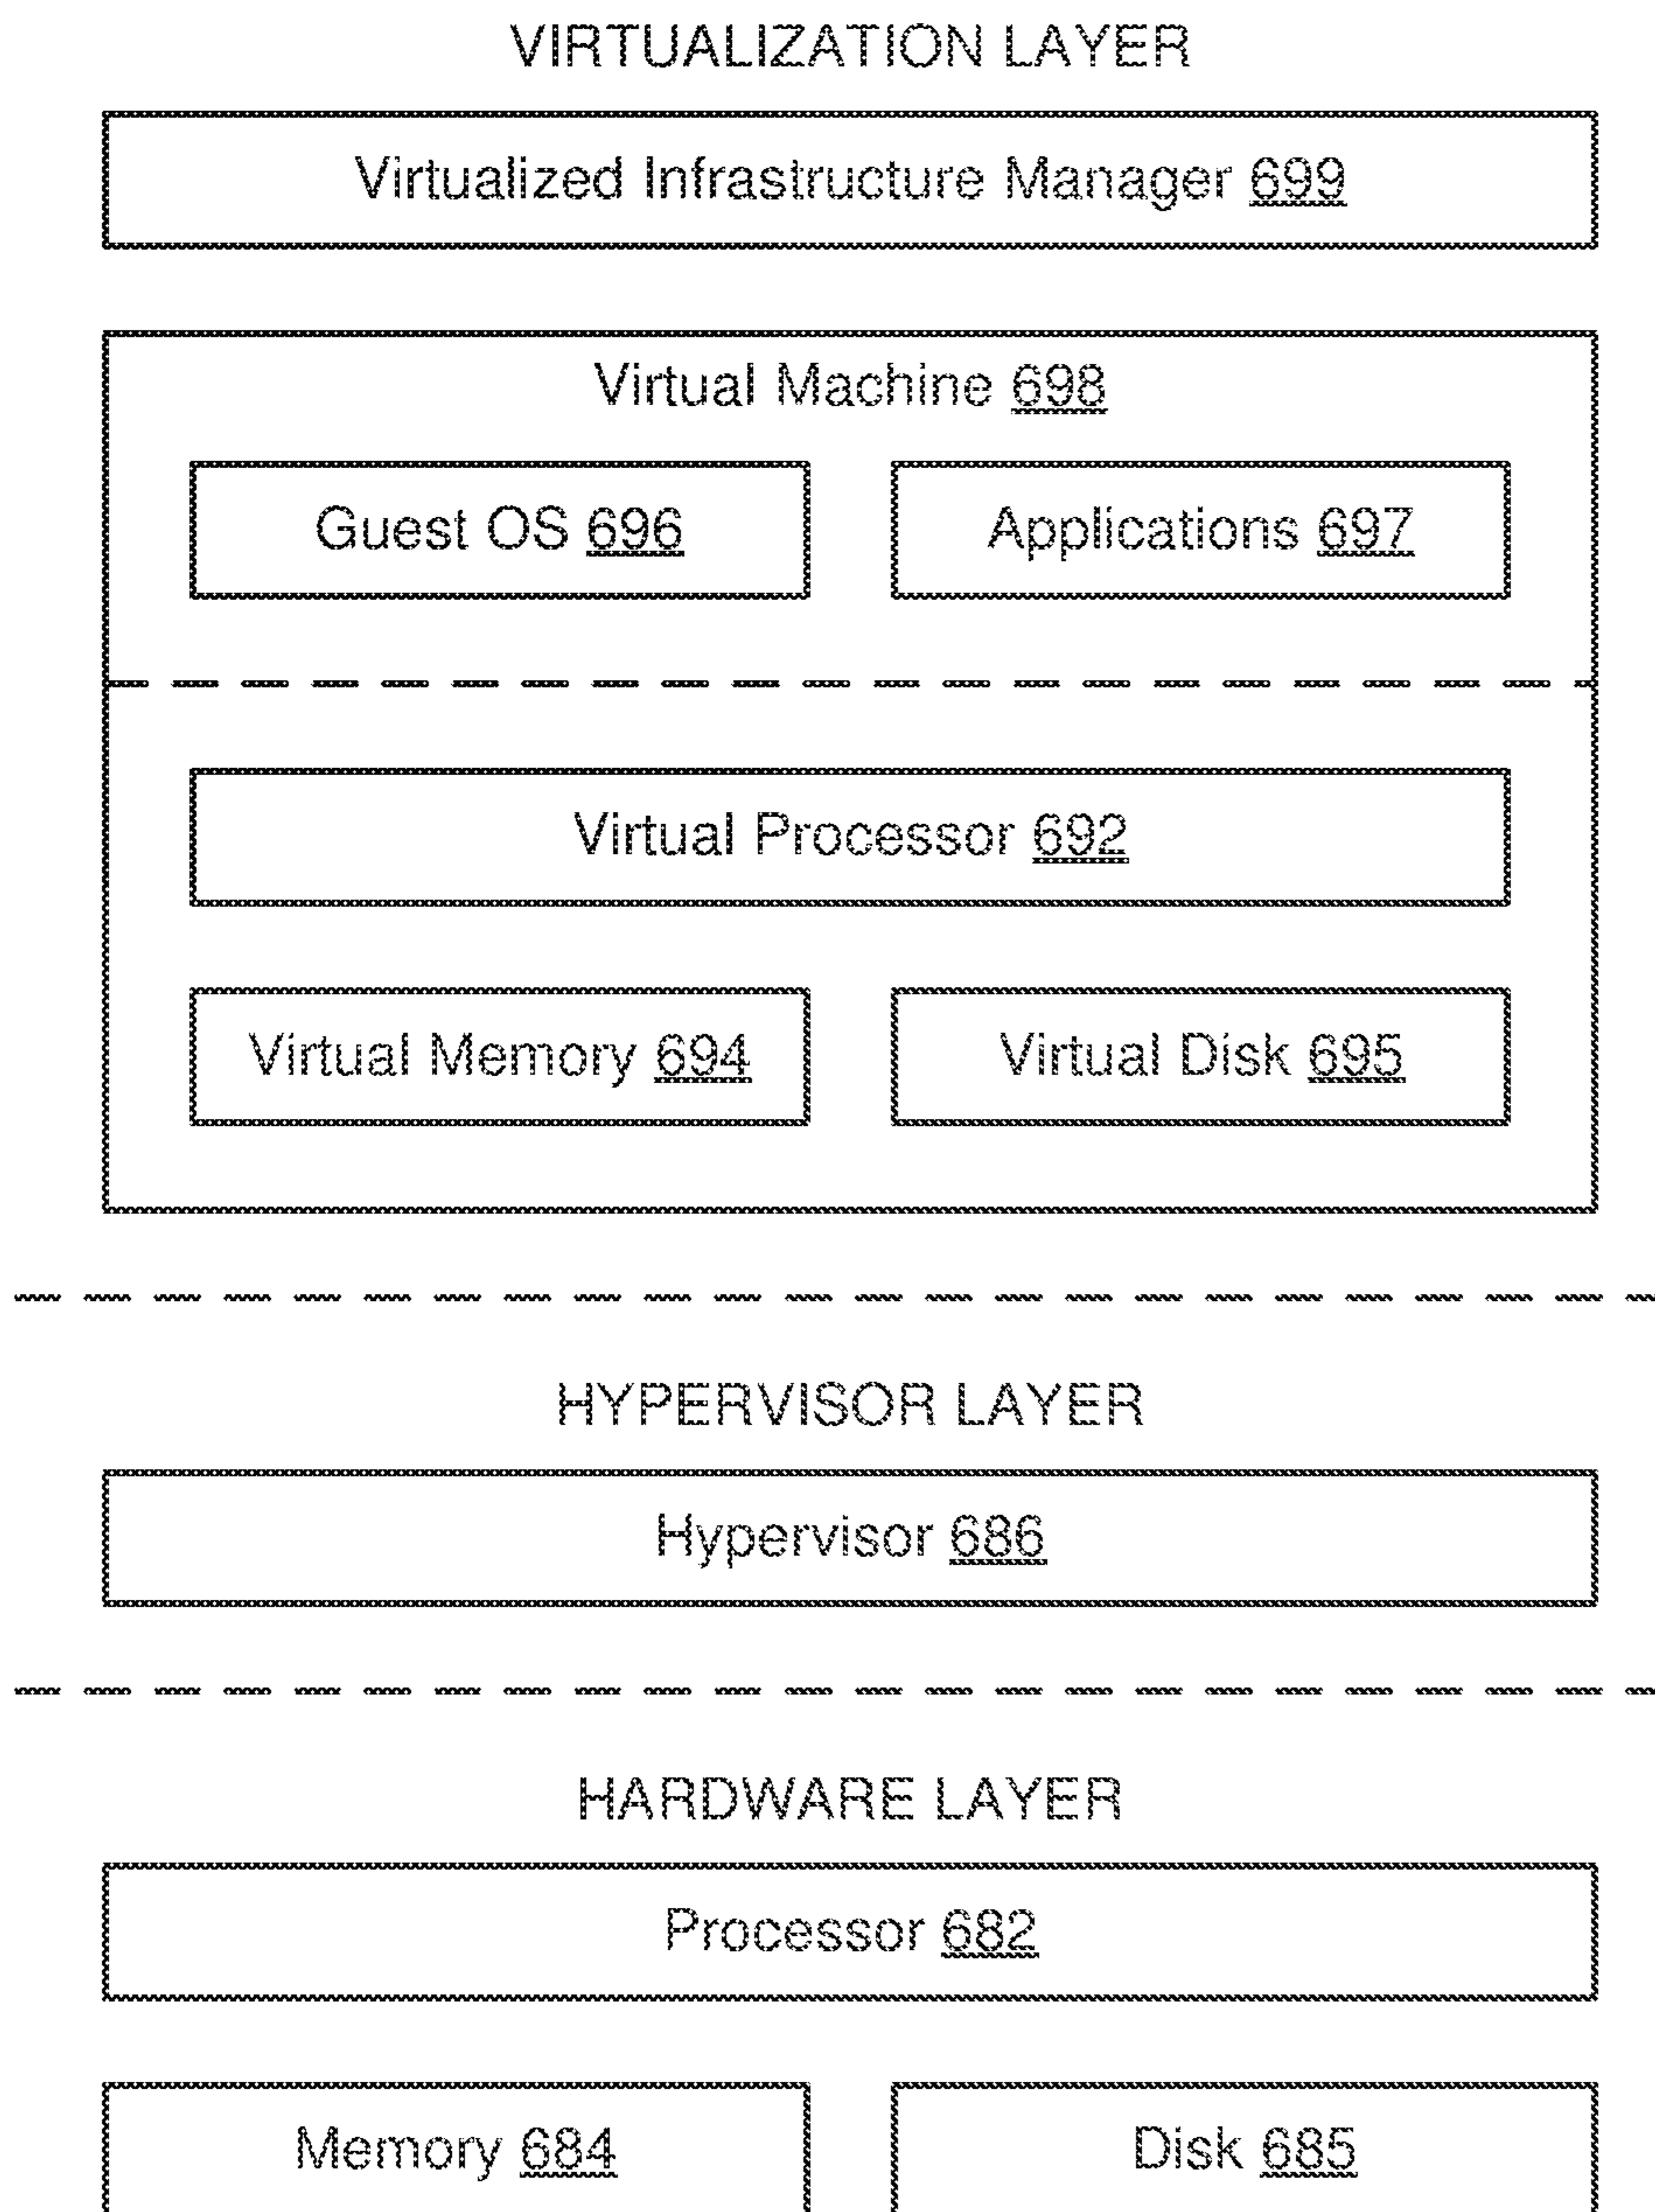 VIRTUALIZATION LAYER
Virtualized Infrastructure Manager 699
Virtual Machine 698
Guest OS 696
Applications 697
Virtual Processor 692
Virtual Memory 694
Virtual Disk 695
HYPERVISOR LAYER
Hypervisor 686
HARDWARE LAYER
Processor 682
Memory 684
Disk 685